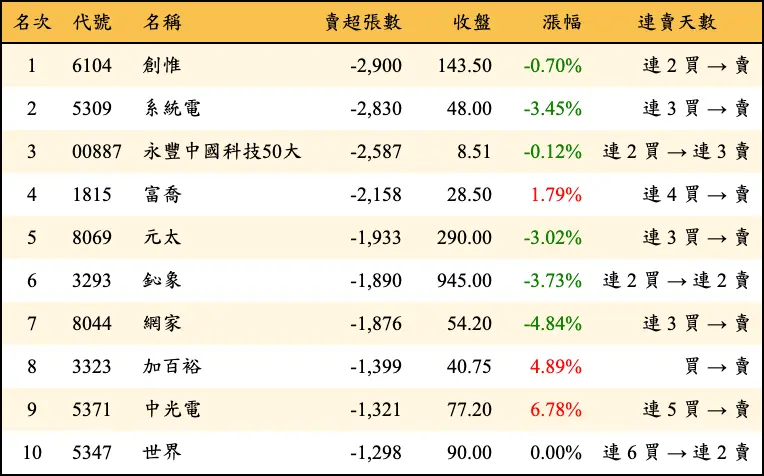 名次 代號 名稱 賣超張數 收盤 漲幅 連賣天數
1 6104 創惟 -2,900 143.50 -0.70% 連 2 買 → 賣
2 5309 系統電 -2,830 48.00 -3.45% 連 3 買 → 賣
3 00887 永豐中國科技50大 -2,587 8.51 -0.12% 連 2 買 → 連 3 賣
4 1815 富喬 -2,158 28.50 1.79% 連 4 買 → 賣
5 8069 元太 -1,933 290.00 -3.02% 連 3 買 → 賣
6 3293 鈊象 -1,890 945.00 -3.73% 連 2 買 → 連 2 賣
7 8044 網家 -1,876 54.20 -4.84% 連 3 買 → 賣
8 3323 加百裕 -1,399 40.75 4.89% 買 → 賣
9 5371 中光電 -1,321 77.20 6.78% 連 5 買 → 賣
10 5347 世界 -1,298 90.00 0.00% 連 6 買 → 連 2 賣